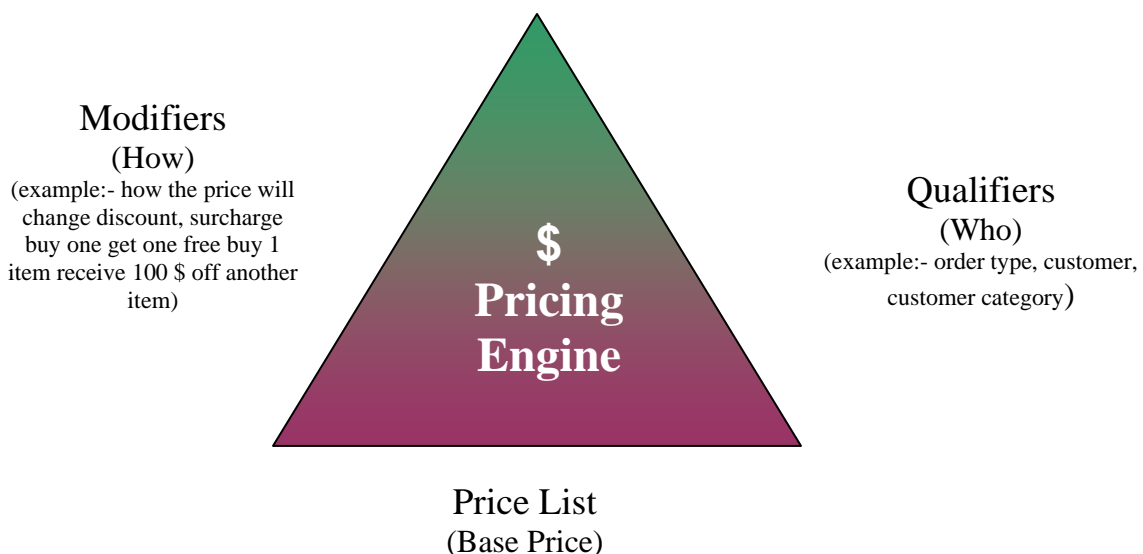 Modifiers
(How)
(example:- how the price will
change discount, surcharge
buy one get one free buy 1
item receive 100 $ off another
item)
$
Pricing
Engine
Qualifiers
(Who)
(example:- order type, customer,
customer category)
Price List
(Base Price)